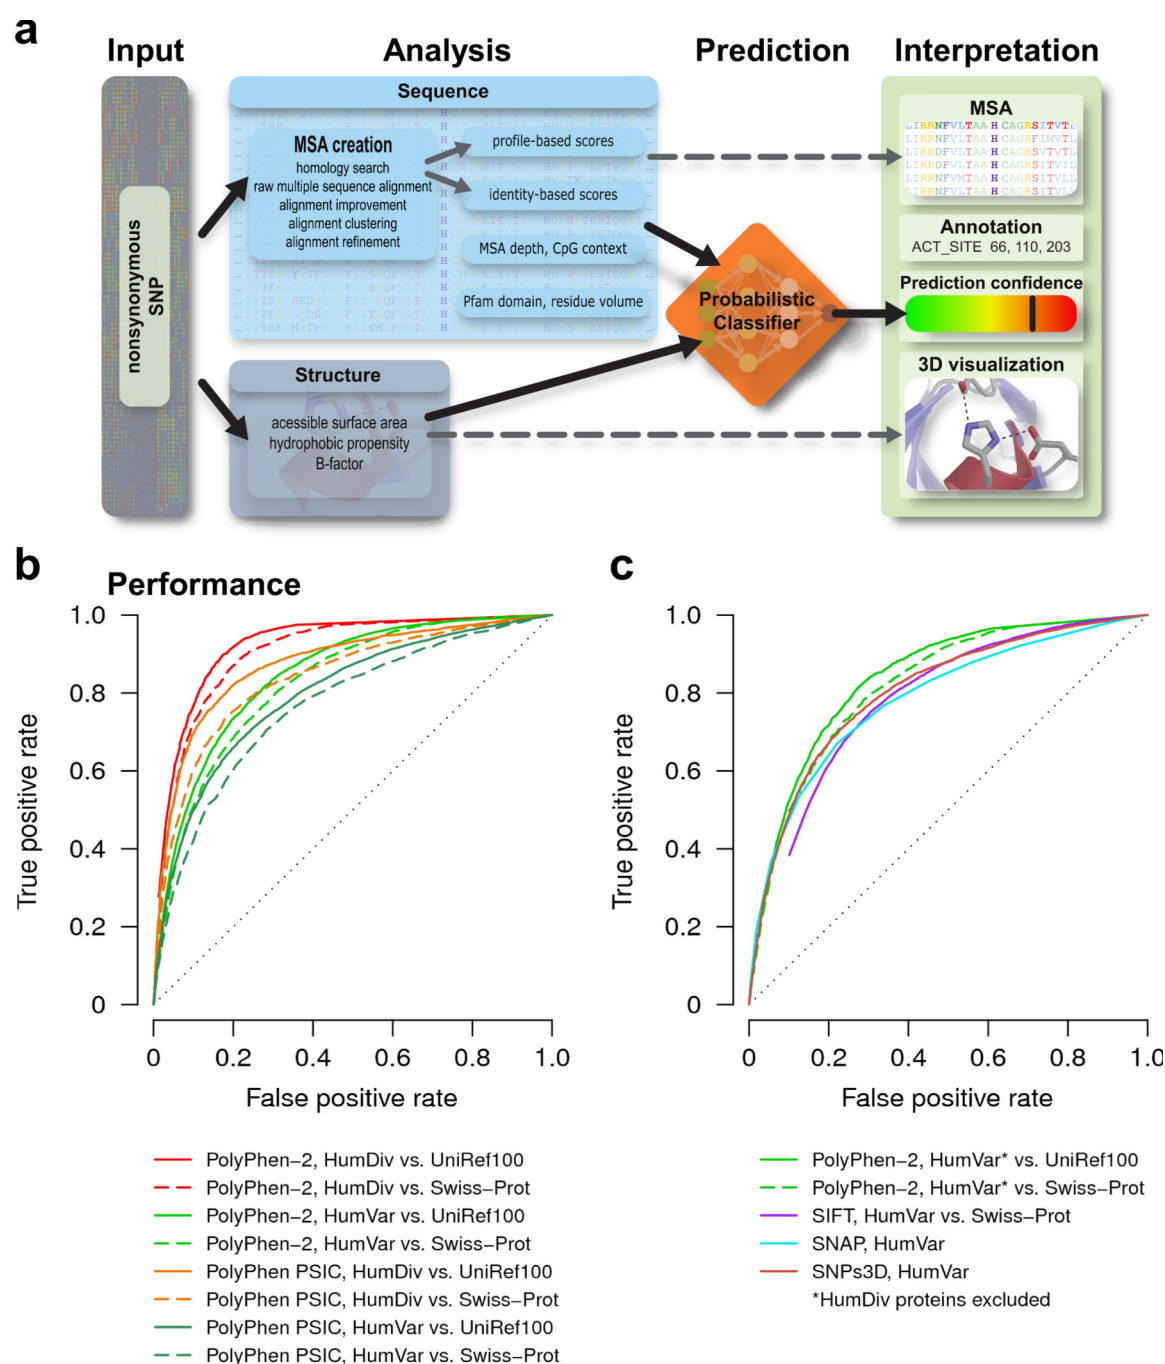 a
Input
Analysis
Prediction
Interpretation
nonsynonymous
SNP
Sequence
MSA creation
homology search
raw multiple sequence alignment
alignment improvement
alignment clustering
alignment refinement
profile-based scores
identity-based scores
MSA depth, CpG context
Pfam domain, residue volume
Structure
acessible surface area
hydrophobic propensity
B-factor
Probabilistic
Classifier
MSA
LIRRNFVLTAAHCAGRSITVTL
Annotation
ACT_SITE 66, 110, 203
Prediction confidence
3D visualization
b
Performance
True positive rate
1.0
0.8
0.6
0.4
0.2
0
0 0.2 0.4 0.6 0.8 1.0
False positive rate
PolyPhen−2, HumDiv vs. UniRef100
PolyPhen−2, HumDiv vs. Swiss−Prot
PolyPhen−2, HumVar vs. UniRef100
PolyPhen−2, HumVar vs. Swiss−Prot
PolyPhen PSIC, HumDiv vs. UniRef100
PolyPhen PSIC, HumDiv vs. Swiss−Prot
PolyPhen PSIC, HumVar vs. UniRef100
PolyPhen PSIC, HumVar vs. Swiss−Prot
c
True positive rate
1.0
0.8
0.6
0.4
0.2
0
0 0.2 0.4 0.6 0.8 1.0
False positive rate
PolyPhen−2, HumVar* vs. UniRef100
PolyPhen−2, HumVar* vs. Swiss−Prot
SIFT, HumVar vs. Swiss−Prot
SNAP, HumVar
SNPs3D, HumVar
*HumDiv proteins excluded